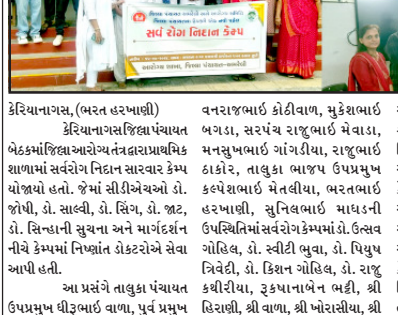 સર્વ રોગ નિદાન કેમ્પ
કેરિયાનાગસ,(ભરત હરખાણી)
કેરિયાનાગસજિલ્લાપંચાયત
બેઠકમાંજિલ્લાઆરોગ્યતંત્રદ્વારાપ્રાથમિક
શાળામાં સર્વરોગ નિદાન સારવાર કેમ્પ
યોજાયો હતો. જેમાં સીડીએચઓ ડો.
જોષી, ડો. સાલ્વી, ડો. સિંગ, ડો. જાટ,
ડો. સિન્હાની સુચના અને માર્ગદર્શન
નીચે કેમ્પમાં નિષ્ણાંત ડોકટરોએ સેવા
આપી હતી.
આ પ્રસંગે તાલુકા પંચાયત
ઉપપ્રમુખ ધીરૂભાઇ વાળા, પુર્વ પ્રમુખ
વનરાજભાઇ કોઠીવાળ, મુકેશભાઇ
બગડા, સરપંચ રાજુભાઇ મેવાડા,
મનસુખભાઇ ગાંગડીયા, રાજુભાઇ
ઠાકોર, તાલુકા ભાજપ ઉપપ્રમુખ
કલ્પેશભાઇ મેતલીયા, ભરતભાઇ
હરખાણી, સુનિલભાઇ માધડની
ઉપસ્થિતિમાંસર્વરોગકેમ્પમાંડો.ઉત્સવ
ગોહિલ, ડો. સ્વીટી ભુવા, ડો. પિયુષ
ત્રિવેદી, ડો. કિશન ગોહિલ, ડો. રાજુ
કથીરીયા, રૂકષાનાબેન ભટ્ટી, શ્રી
હિરાણી, શ્રી વાળા, શ્રી ખોરાસીયા, શ્રી